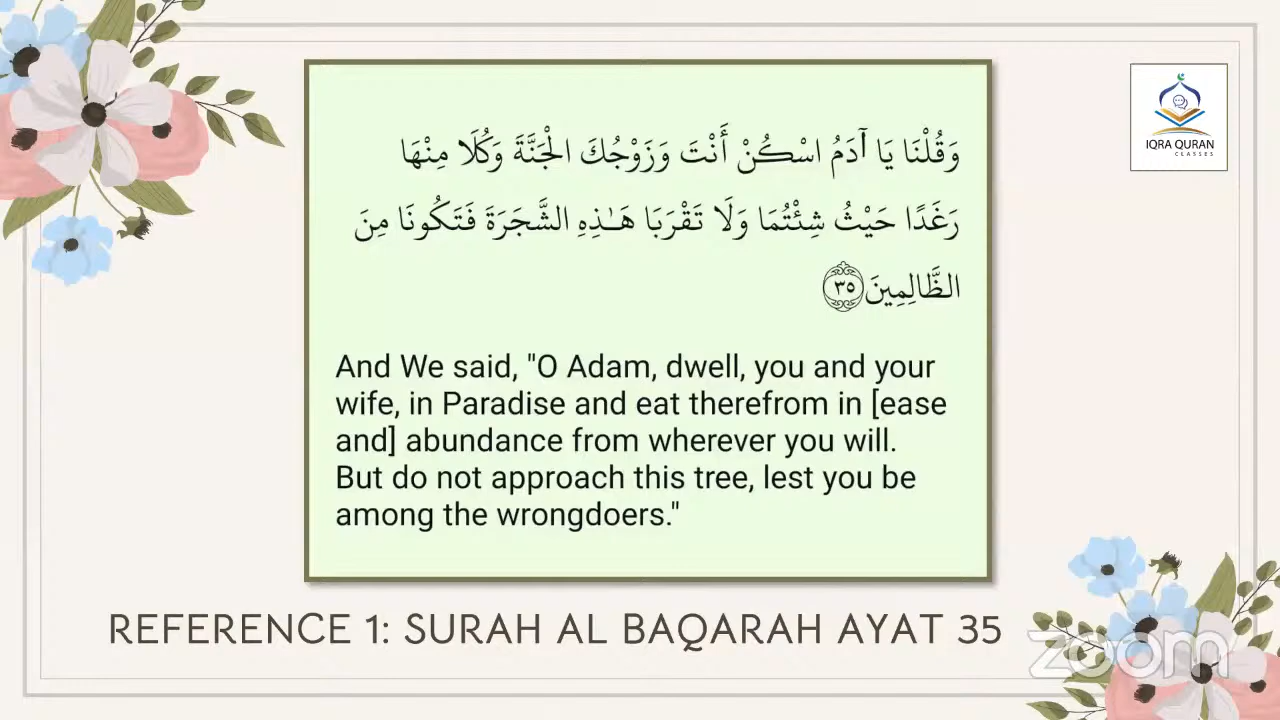 وَقُلْنَا يَا آدَمُ اسْكُنْ أَنْتَ وَزَوْجُكَ الْجَنَّةَ وَكُلَا مِنْهَا
رَغَدًا حَيْثُ شِئْتُمَا وَلَا تَقْرَبَا هَٰذِهِ الشَّجَرَةَ فَتَكُونَا مِنَ
الظَّالِمِينَ ٣٥
And We said, "O Adam, dwell, you and your
wife, in Paradise and eat therefrom in [ease
and] abundance from wherever you will.
But do not approach this tree, lest you be
among the wrongdoers."
REFERENCE 1: SURAH AL BAQARAH AYAT 35
IQRA QURAN
CLASSES
zoom